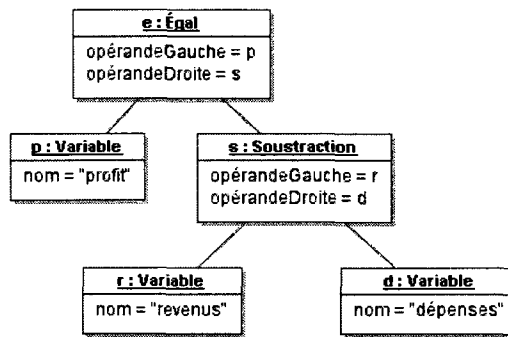 e : Égal
opérandeGauche = p
opérandeDroite = s
p : Variable
nom = "profit"
s : Soustraction
opérandeGauche = r
opérandeDroite = d
r : Variable
nom = "revenus"
d : Variable
nom = "dépenses"